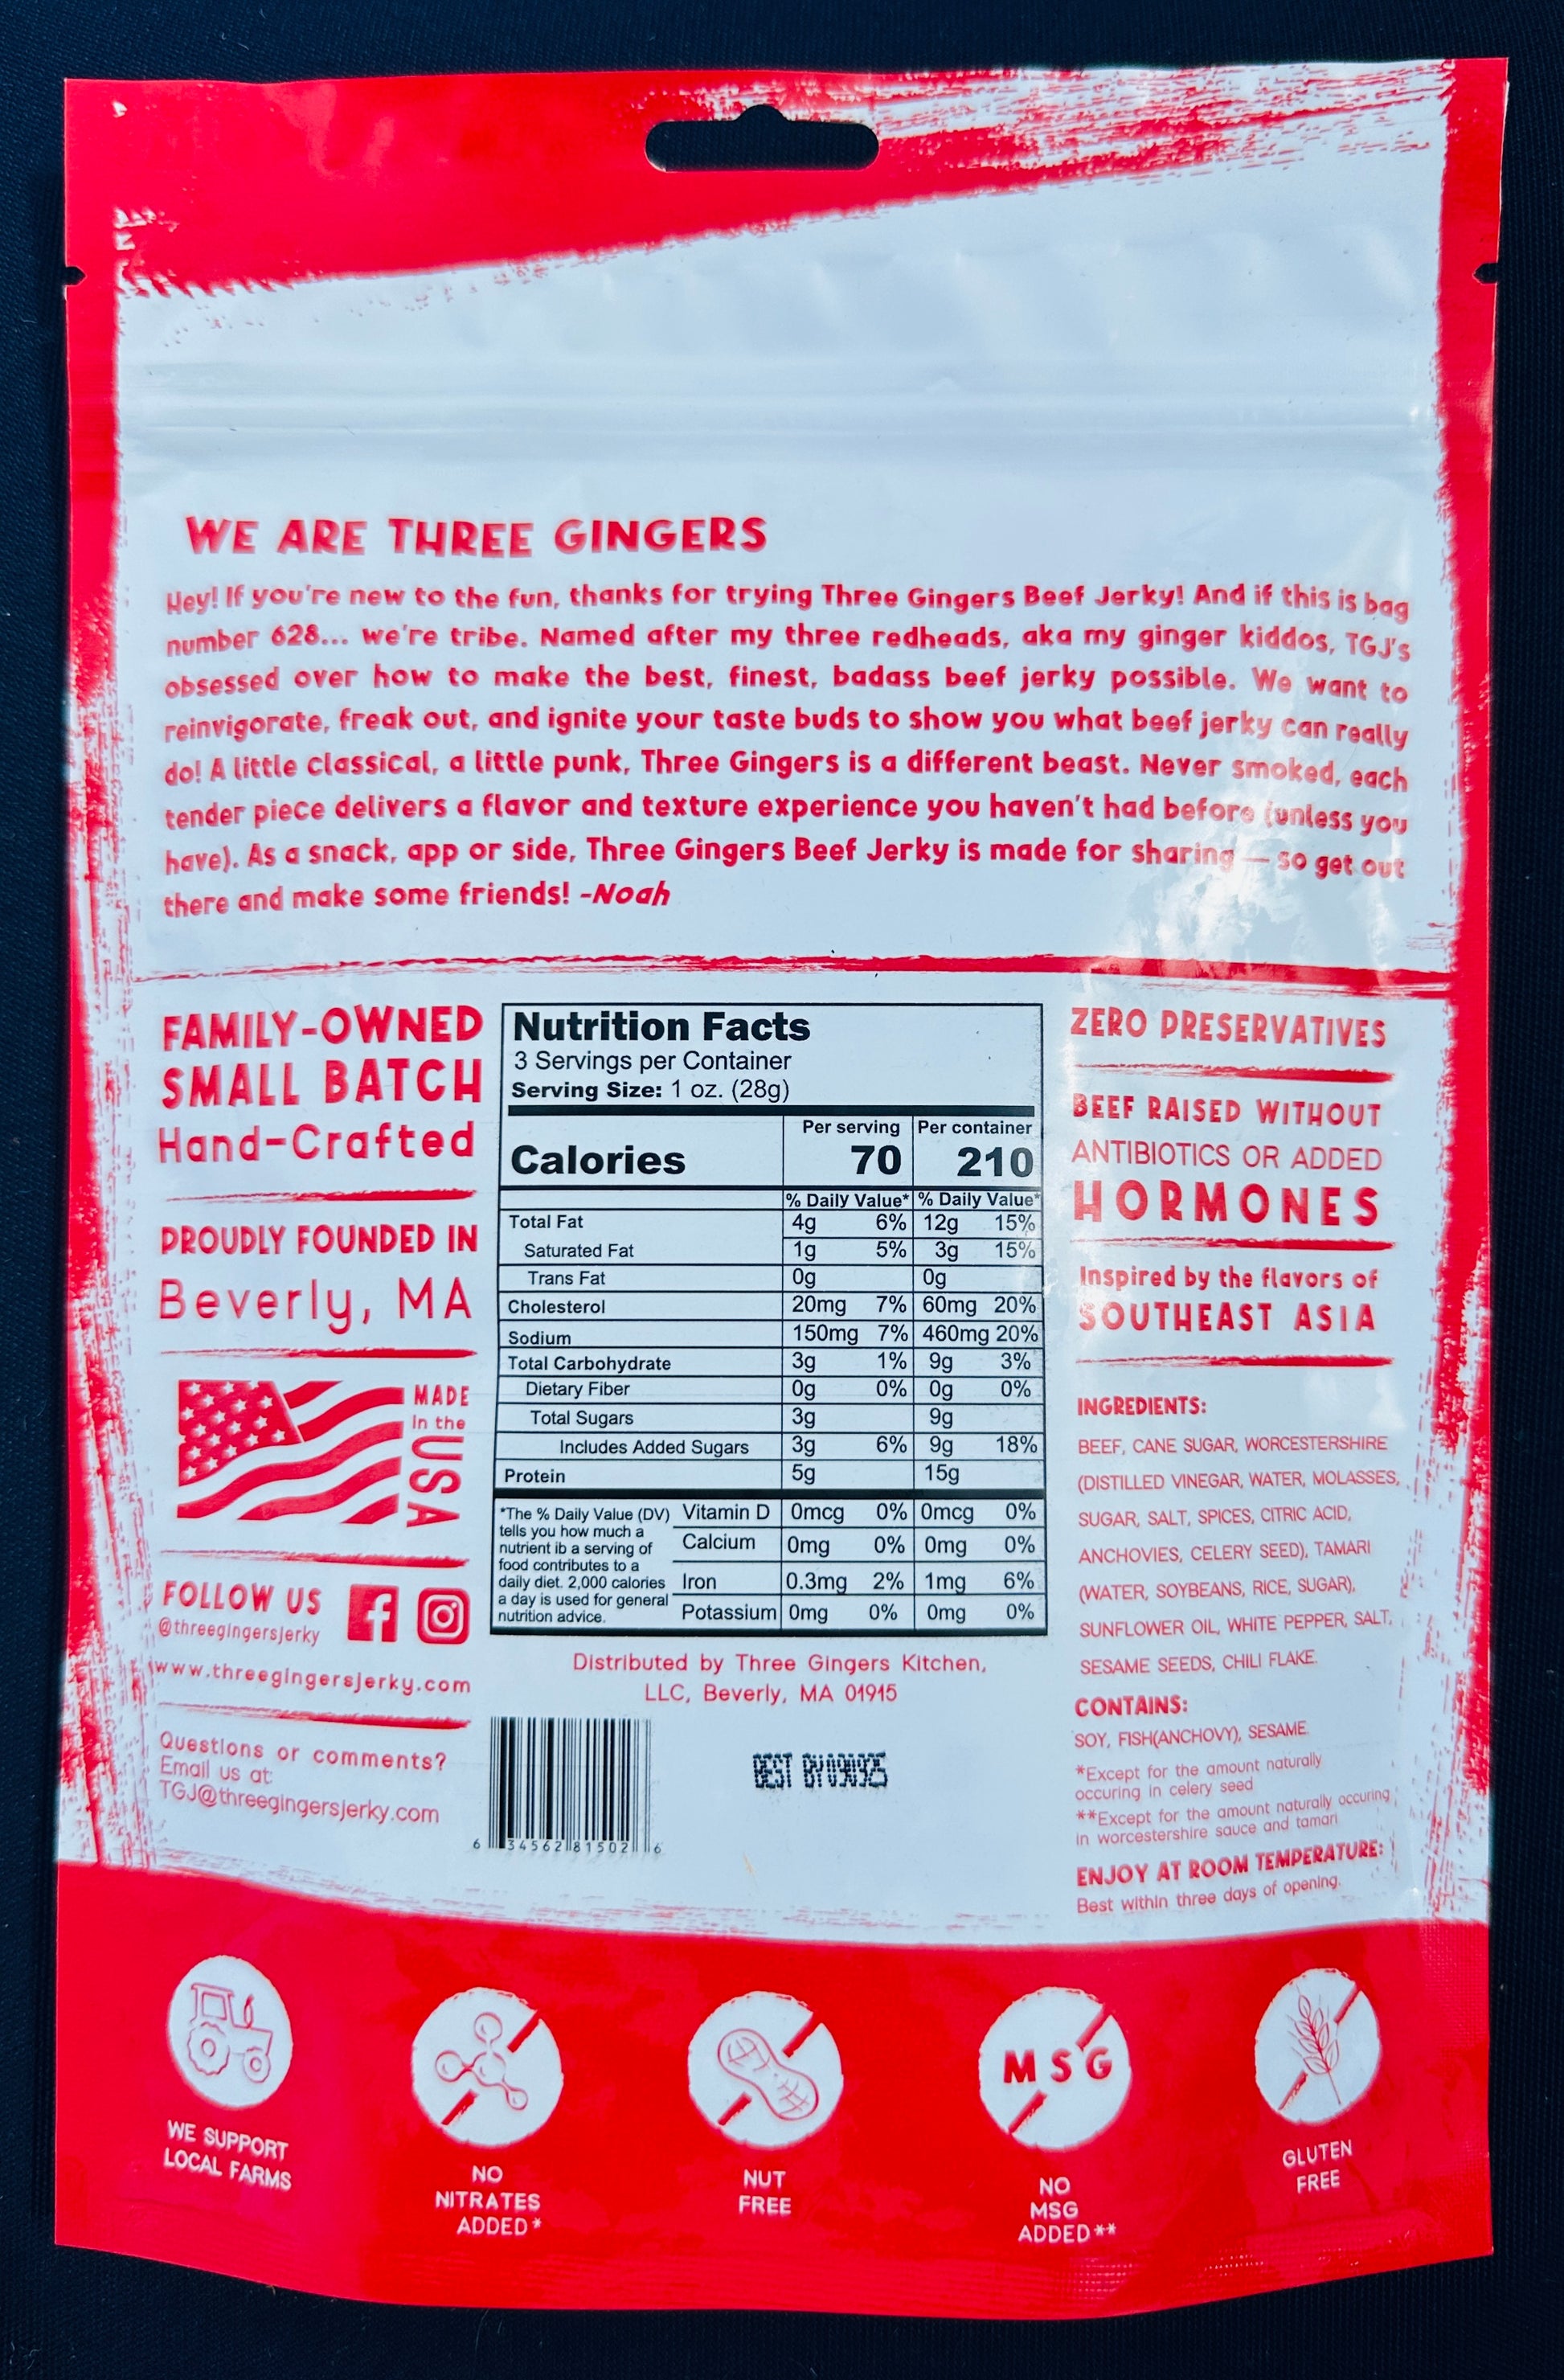 WE ARE THREE GINGERS
Hey! If you're new to the fun, thanks for trying Three Gingers Beef Jerky! And if this is bag
number 628... we're tribe. Named after my three redheads, aka my ginger kiddos, TGJ's
obsessed over how to make the best, finest, badass beef jerky possible. We want to
reinvigorate, freak out, and ignite your taste buds to show you what beef jerky can really
do! A little classical, a little punk, Three Gingers is a different beast. Never smoked, each
tender piece delivers a flavor and texture experience you haven't had before (unless you
have). As a snack, app or side, Three Gingers Beef Jerky is made for sharing — so get out
there and make some friends! -Noah
FAMILY-OWNED
SMALL BATCH
Hand-Crafted
PROUDLY FOUNDED IN
Beverly, MA
MADE
in the
USA
FOLLOW US
@threegingersjerky
www.threegingersjerky.com
Questions or comments?
Email us at:
TGJ@threegingersjerky.com
Nutrition Facts
3 Servings per Container
Serving Size: 1 oz. (28g)
Per serving Per container
Calories 70 210
% Daily Value* % Daily Value*
Total Fat 4g 6% 12g 15%
Saturated Fat 1g 5% 3g 15%
Trans Fat 0g 0g
Cholesterol 20mg 7% 60mg 20%
Sodium 150mg 7% 460mg 20%
Total Carbohydrate 3g 1% 9g 3%
Dietary Fiber 0g 0% 0g 0%
Total Sugars 3g 9g
Includes Added Sugars 3g 6% 9g 18%
Protein 5g 15g
*The % Daily Value (DV)
tells you how much a
nutrient ib a serving of
food contributes to a
daily diet. 2,000 calories
a day is used for general
nutrition advice.
Vitamin D 0mcg 0% 0mcg 0%
Calcium 0mg 0% 0mg 0%
Iron 0.3mg 2% 1mg 6%
Potassium 0mg 0% 0mg 0%
Distributed by Three Gingers Kitchen,
LLC, Beverly, MA 01915
6 34562 81502 6
BEST BY
ZERO PRESERVATIVES
BEEF RAISED WITHOUT
ANTIBIOTICS OR ADDED
HORMONES
Inspired by the flavors of
SOUTHEAST ASIA
INGREDIENTS:
BEEF, CANE SUGAR, WORCESTERSHIRE
(DISTILLED VINEGAR, WATER, MOLASSES,
SUGAR, SALT, SPICES, CITRIC ACID,
ANCHOVIES, CELERY SEED), TAMARI
(WATER, SOYBEANS, RICE, SUGAR),
SUNFLOWER OIL, WHITE PEPPER, SALT,
SESAME SEEDS, CHILI FLAKE.
CONTAINS:
SOY, FISH(ANCHOVY), SESAME
*Except for the amount naturally
occuring in celery seed
**Except for the amount naturally occuring
in worcestershire sauce and tamari
ENJOY AT ROOM TEMPERATURE:
Best within three days of opening.
WE SUPPORT
LOCAL FARMS
NO
NITRATES
ADDED*
NUT
FREE
MSG
NO
MSG
ADDED**
GLUTEN
FREE